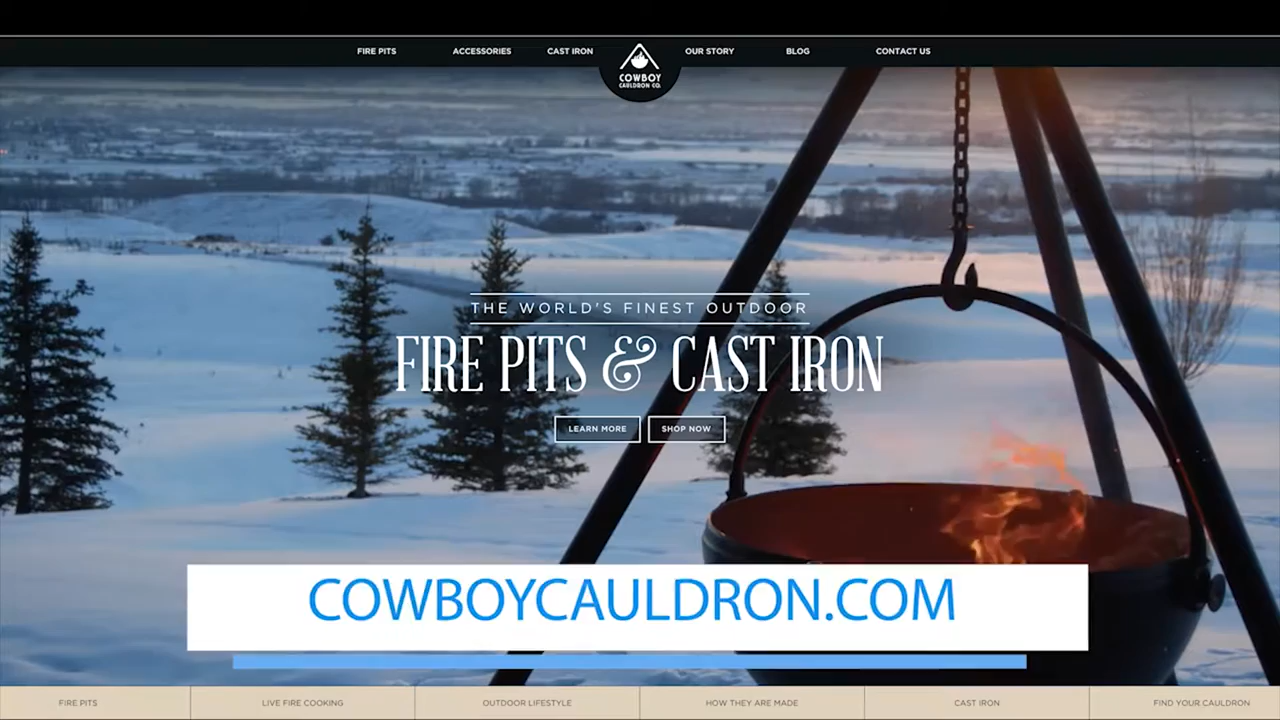 FIRE PITS ACCESSORIES CAST IRON OUR STORY BLOG CONTACT US
COWBOY
CAULDRON CO.
THE WORLD'S FINEST OUTDOOR
FIRE PITS & CAST IRON
LEARN MORE SHOP NOW
COWBOYCAULDRON.COM
FIRE PITS LIVE FIRE COOKING OUTDOOR LIFESTYLE HOW THEY ARE MADE CAST IRON FIND YOUR CAULDRON